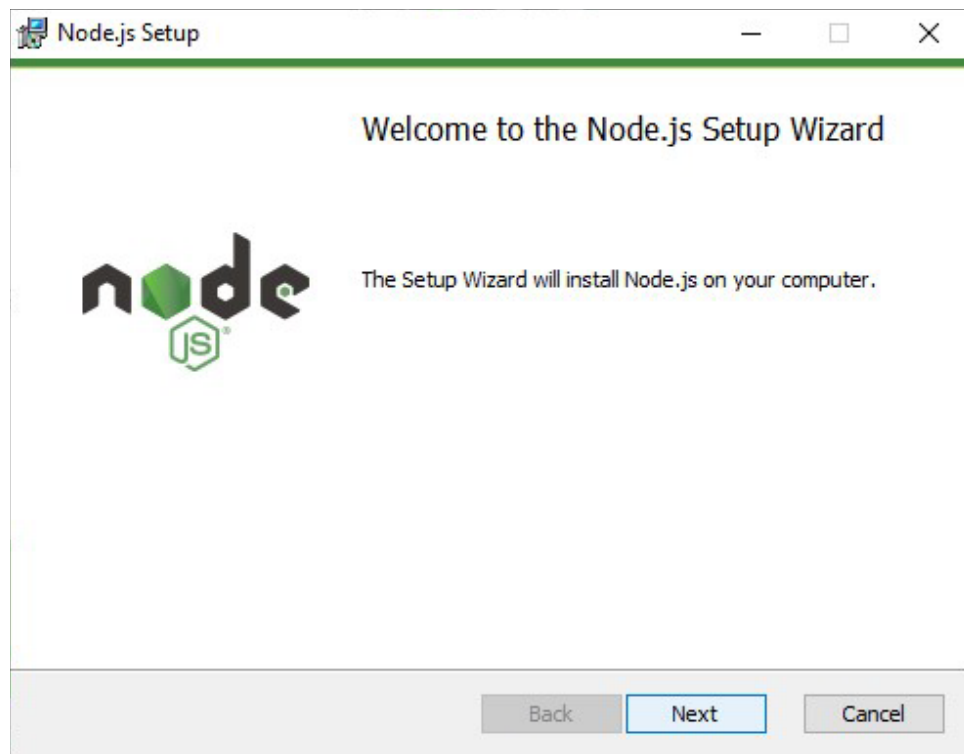 Node.js Setup
Welcome to the Node.js Setup Wizard
node
JS®
The Setup Wizard will install Node.js on your computer.
Back
Next
Cancel